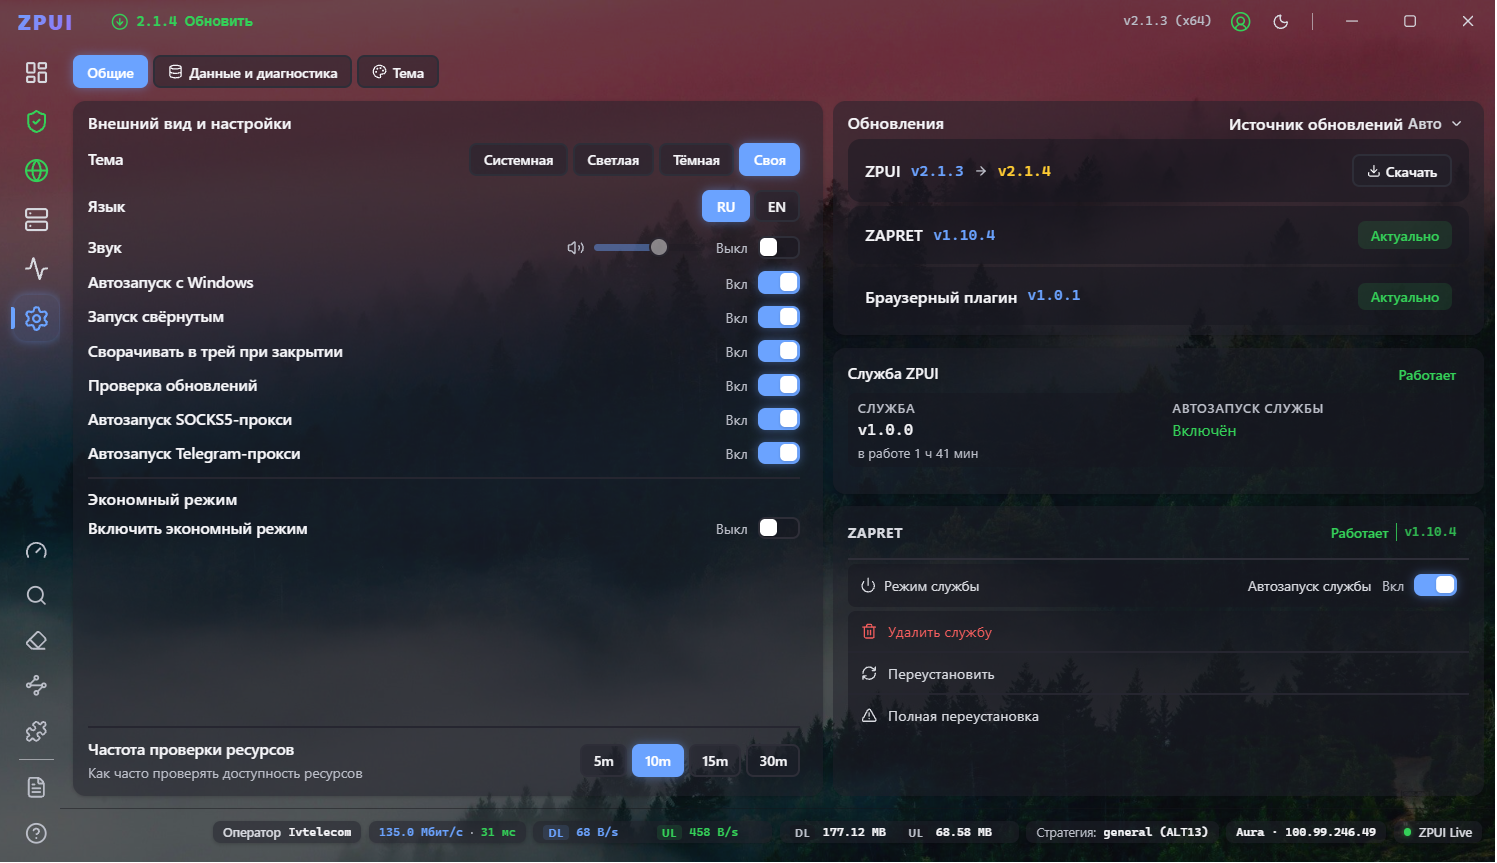 ZPUI
2.1.4 Обновить
v2.1.3 (x64)
Общие
Данные и диагностика
Тема
Внешний вид и настройки
Тема
Системная
Светлая
Тёмная
Своя
Язык
RU
EN
Звук
Выкл
Автозапуск с Windows
Вкл
Запуск свёрнутым
Вкл
Сворачивать в трей при закрытии
Вкл
Проверка обновлений
Вкл
Автозапуск SOCKS5-прокси
Вкл
Автозапуск Telegram-прокси
Вкл
Экономный режим
Включить экономный режим
Выкл
Частота проверки ресурсов
Как часто проверять доступность ресурсов
5m
10m
15m
30m
Обновления
Источник обновлений Авто
ZPUI v2.1.3 → v2.1.4
Скачать
ZAPRET v1.10.4
Актуально
Браузерный плагин v1.0.1
Актуально
Служба ZPUI
Работает
СЛУЖБА
v1.0.0
в работе 1 ч 41 мин
АВТОЗАПУСК СЛУЖБЫ
Включён
ZAPRET
Работает
v1.10.4
Режим службы
Автозапуск службы Вкл
Удалить службу
Переустановить
Полная переустановка
Оператор Ivtelecom
135.0 Мбит/с · 31 мс
DL 68 B/s
UL 458 B/s
DL 177.12 MB
UL 68.58 MB
Стратегия: general (ALT13)
Aura · 100.99.246.49
ZPUI Live